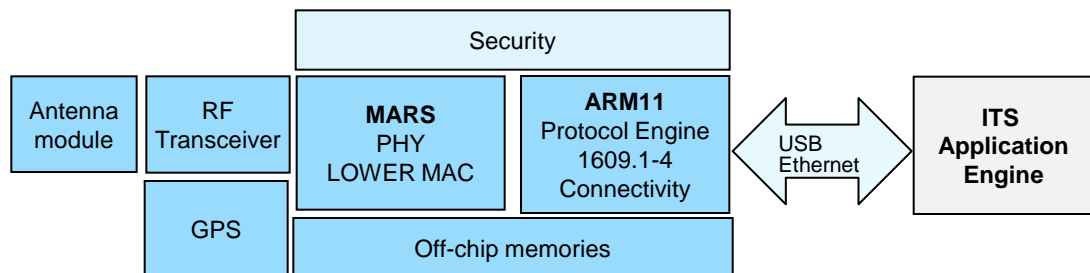 Security
Antenna
module
RF
Transceiver
MARS
PHY
LOWER MAC
ARM11
Protocol Engine
1609.1-4
Connectivity
USB
Ethernet
ITS
Application
Engine
GPS
Off-chip memories